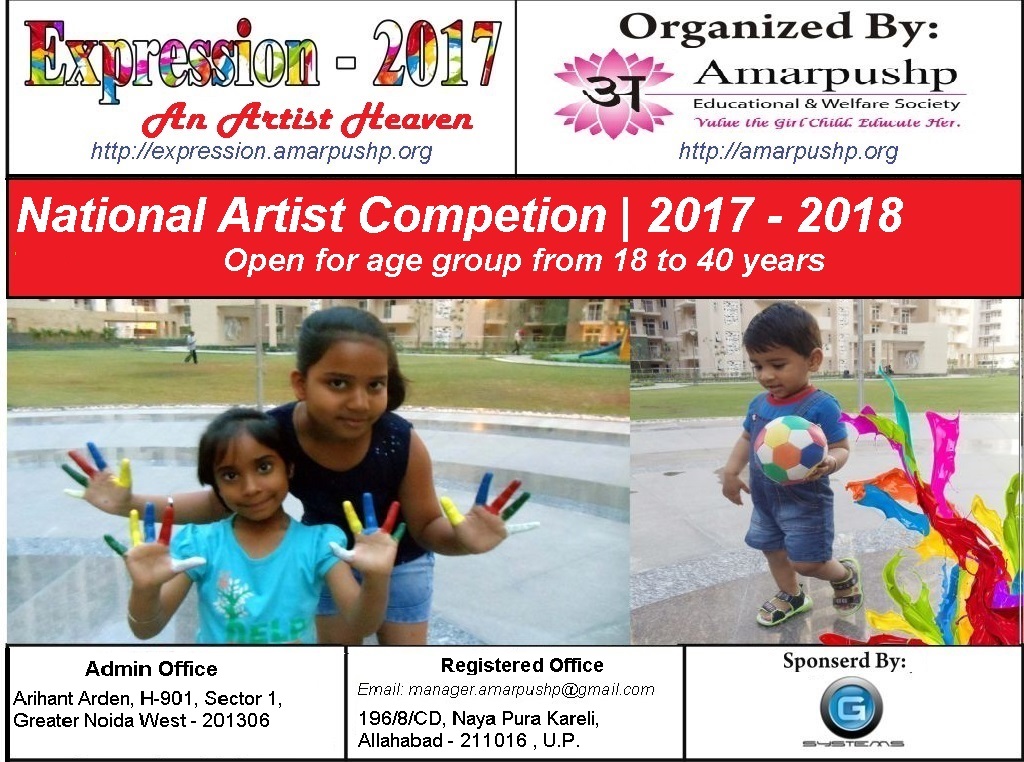 Expression - 2017
An Artist Heaven
http://expression.amarpushp.org
Organized By:
अ
Amarpushp
Educational & Welfare Society
Value the Girl Child. Educate Her.
http://amarpushp.org
National Artist Competion | 2017 - 2018
Open for age group from 18 to 40 years
HELP
Admin Office
Arihant Arden, H-901, Sector 1,
Greater Noida West - 201306
Registered Office
Email: manager.amarpushp@gmail.com
196/8/CD, Naya Pura Kareli,
Allahabad - 211016 , U.P.
Sponserd By:
G
SYSTEMS